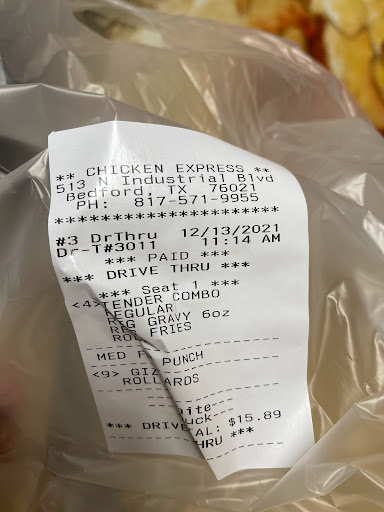 ** CHICKEN EXPRESS **
513 N Industrial Blvd
Bedford, TX 76021
PH: 817-571-9955
*********************
#3 DrThru 12/13/2021
Dr-T#3011 11:14 AM
*** PAID ***
*** DRIVE THRU ***
*** Seat 1 ***
<4>TENDER COMBO
REGULAR
REG GRAVY 6oz
REG FRIES
MED PUNCH
<9> GIZ
ROLLARDS
AL: $15.89
*** DRIVE THRU ***